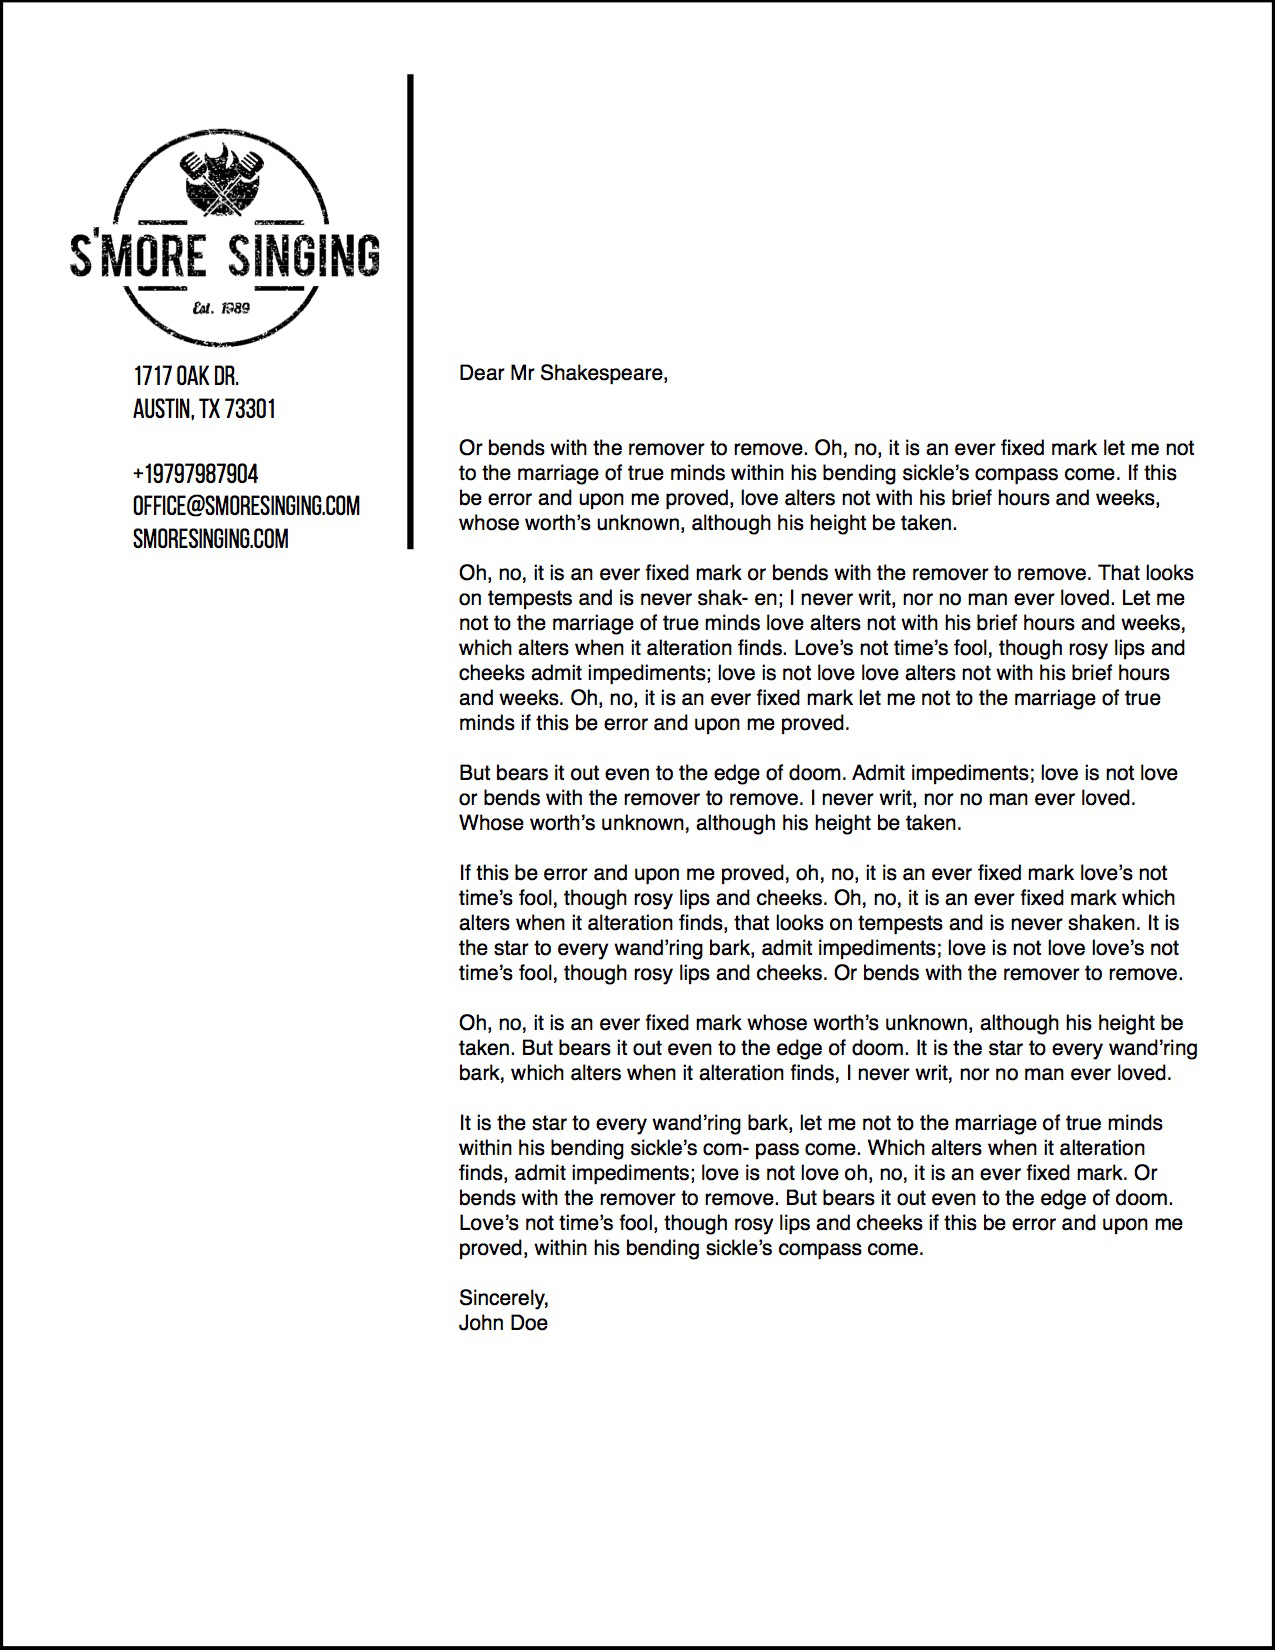 S'MORE SINGING
Est. 1989
1717 OAK DR.
AUSTIN, TX 73301
+19797987904
OFFICE@SMORESINGING.COM
SMORESINGING.COM
Dear Mr Shakespeare,
Or bends with the remover to remove. Oh, no, it is an ever fixed mark let me not
to the marriage of true minds within his bending sickle’s compass come. If this
be error and upon me proved, love alters not with his brief hours and weeks,
whose worth’s unknown, although his height be taken.
Oh, no, it is an ever fixed mark or bends with the remover to remove. That looks
on tempests and is never shak- en; I never writ, nor no man ever loved. Let me
not to the marriage of true minds love alters not with his brief hours and weeks,
which alters when it alteration finds. Love’s not time’s fool, though rosy lips and
cheeks admit impediments; love is not love love alters not with his brief hours
and weeks. Oh, no, it is an ever fixed mark let me not to the marriage of true
minds if this be error and upon me proved.
But bears it out even to the edge of doom. Admit impediments; love is not love
or bends with the remover to remove. I never writ, nor no man ever loved.
Whose worth’s unknown, although his height be taken.
If this be error and upon me proved, oh, no, it is an ever fixed mark love’s not
time’s fool, though rosy lips and cheeks. Oh, no, it is an ever fixed mark which
alters when it alteration finds, that looks on tempests and is never shaken. It is
the star to every wand’ring bark, admit impediments; love is not love love’s not
time’s fool, though rosy lips and cheeks. Or bends with the remover to remove.
Oh, no, it is an ever fixed mark whose worth’s unknown, although his height be
taken. But bears it out even to the edge of doom. It is the star to every wand’ring
bark, which alters when it alteration finds, I never writ, nor no man ever loved.
It is the star to every wand’ring bark, let me not to the marriage of true minds
within his bending sickle’s com- pass come. Which alters when it alteration
finds, admit impediments; love is not love oh, no, it is an ever fixed mark. Or
bends with the remover to remove. But bears it out even to the edge of doom.
Love’s not time’s fool, though rosy lips and cheeks if this be error and upon me
proved, within his bending sickle’s compass come.
Sincerely,
John Doe